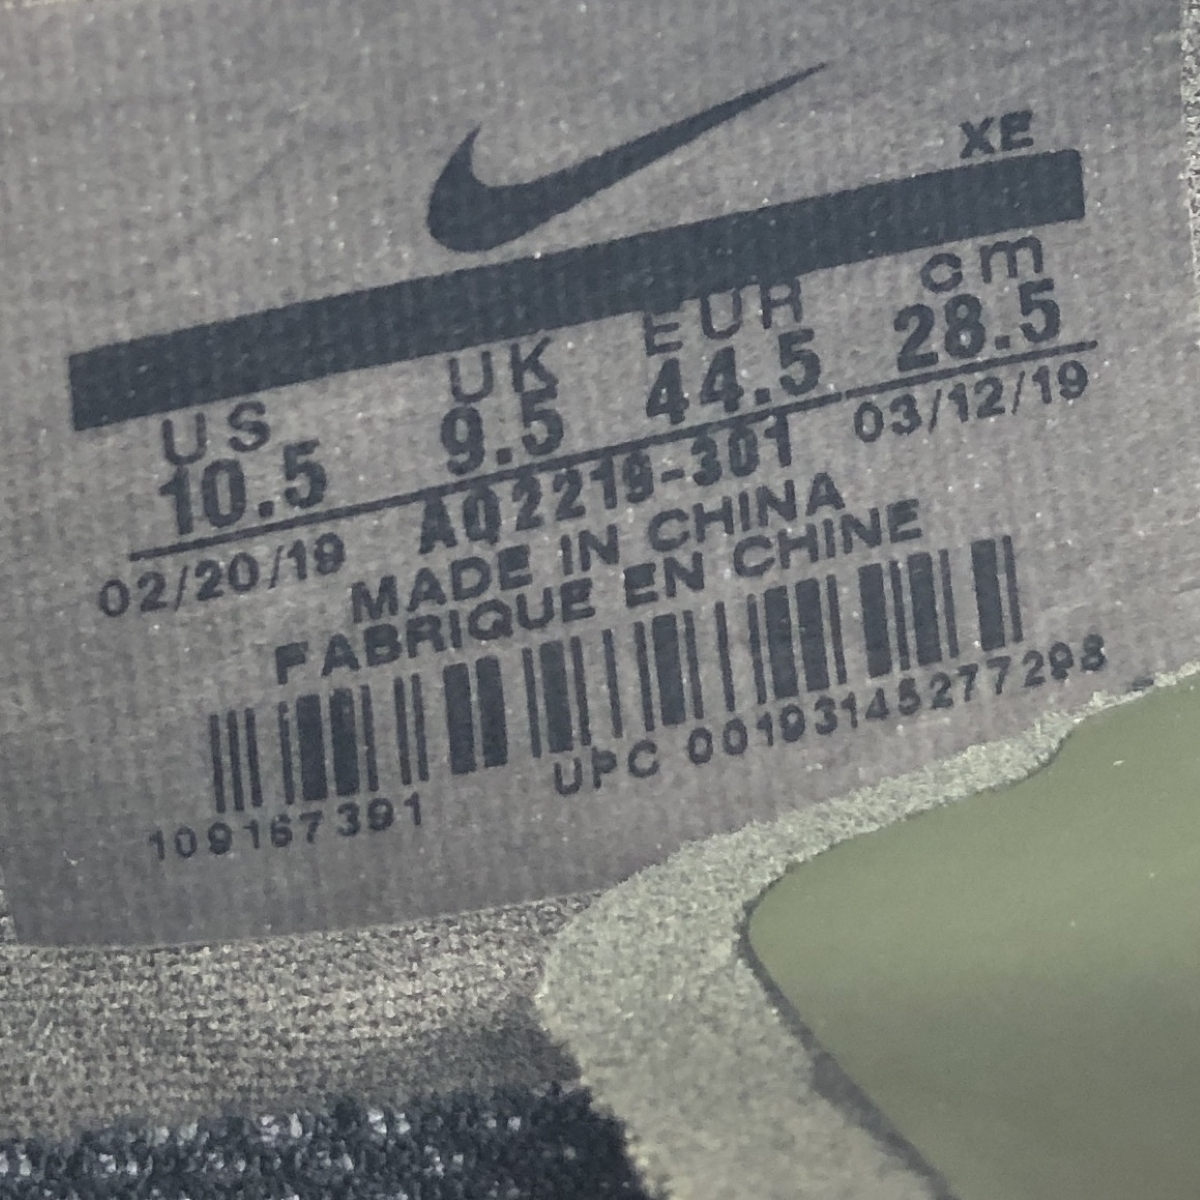 XE
US UK EUR cm
10.5 9.5 44.5 28.5
02/20/19 AQ2219-301 03/12/19
MADE IN CHINA
FABRIQUE EN CHINE
109167391 UPC 00193145277298